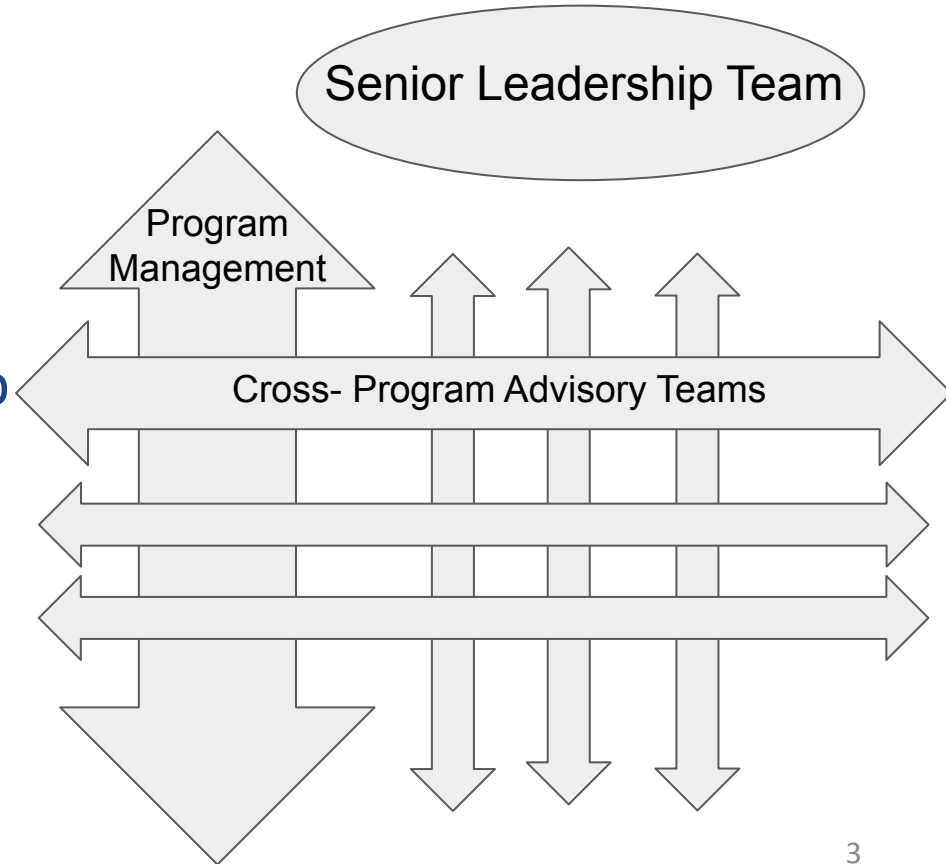 Senior Leadership Team
Program
Management
Cross- Program Advisory Teams
3